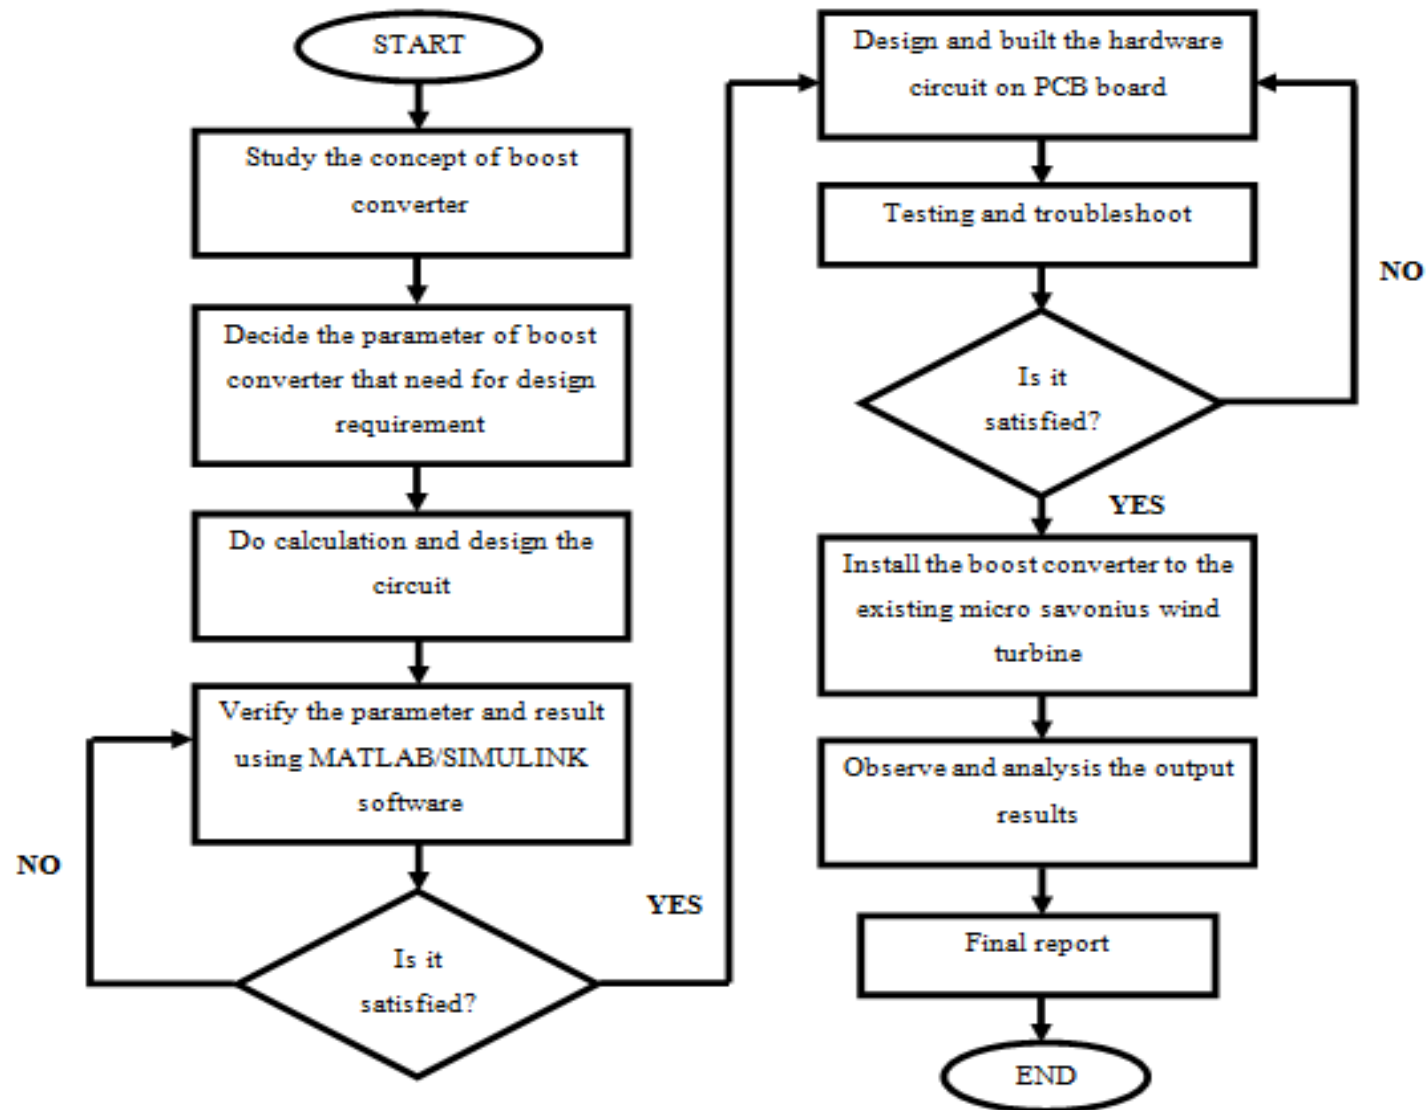 START
Study the concept of boost
converter
Decide the parameter of boost
converter that need for design
requirement
Do calculation and design the
circuit
Verify the parameter and result
using MATLAB/SIMULINK
software
NO
YES
Is it
satisfied?
Design and built the hardware
circuit on PCB board
Testing and troubleshoot
NO
Is it
satisfied?
YES
Install the boost converter to the
existing micro savonius wind
turbine
Observe and analysis the output
results
Final report
END